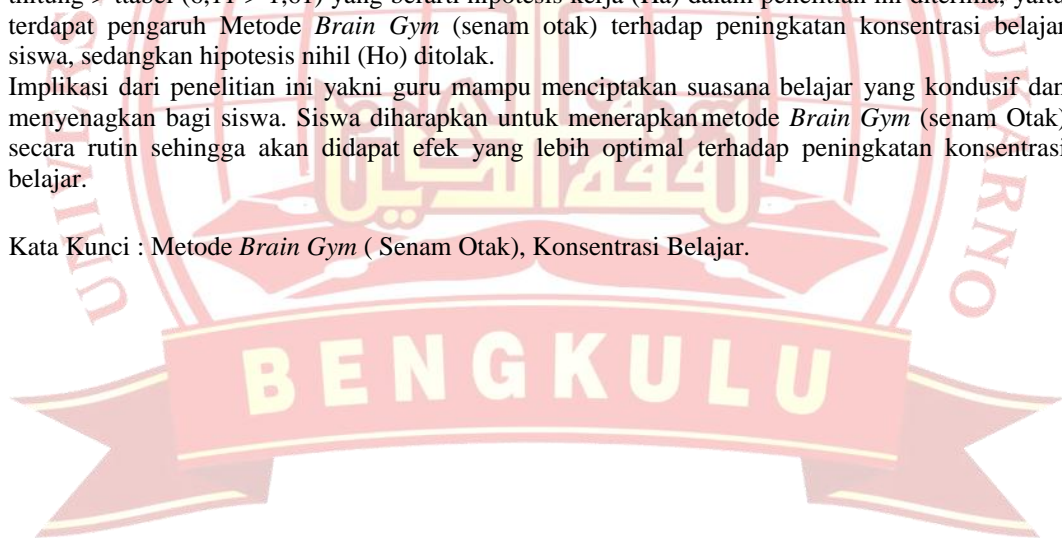 terdapat pengaruh Metode Brain Gym (senam otak) terhadap peningkatan konsentrasi belajar
siswa, sedangkan hipotesis nihil (Ho) ditolak.
Implikasi dari penelitian ini yakni guru mampu menciptakan suasana belajar yang kondusif dan
menyenagkan bagi siswa. Siswa diharapkan untuk menerapkan metode Brain Gym (senam Otak)
secara rutin sehingga akan didapat efek yang lebih optimal terhadap peningkatan konsentrasi
belajar.
Kata Kunci : Metode Brain Gym ( Senam Otak), Konsentrasi Belajar.
UNIVERS
UKARNO
BENGKULU